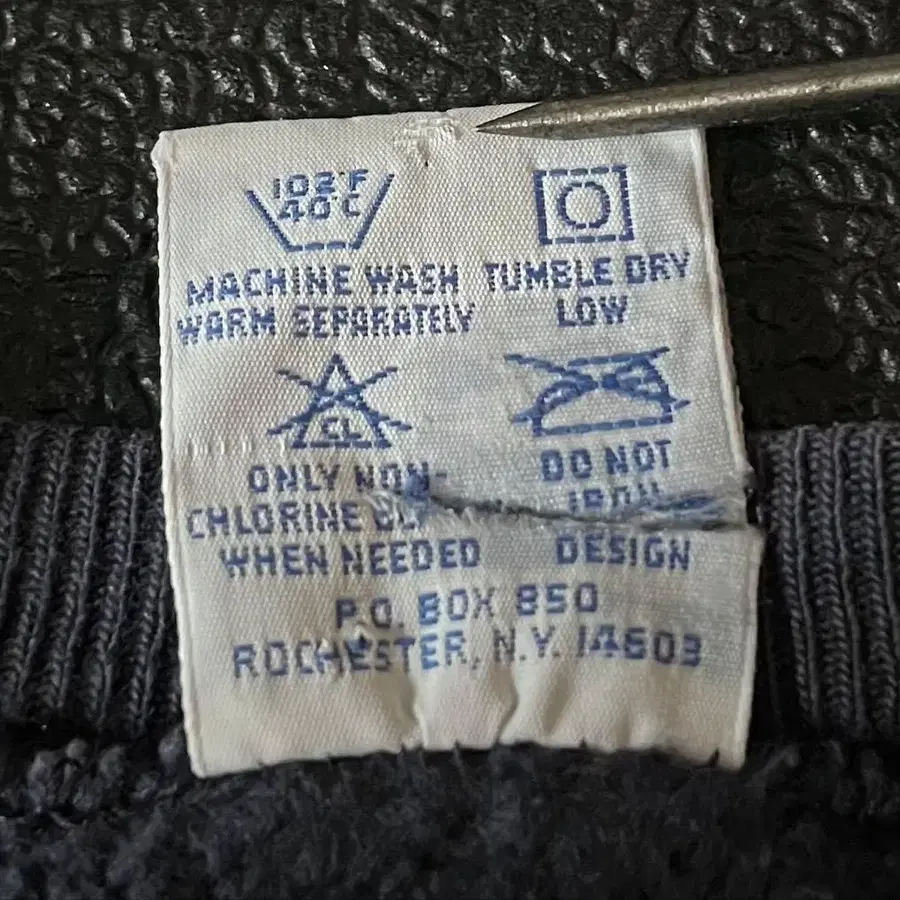 102°F
40°C
MACHINE WASH
WARM SEPARATELY
TUMBLE DRY
LOW
CL
ONLY NON-
CHLORINE
WHEN NEEDED
DO NOT
IRON
DESIGN
P.O. BOX 850
ROCHESTER, N.Y. 14603